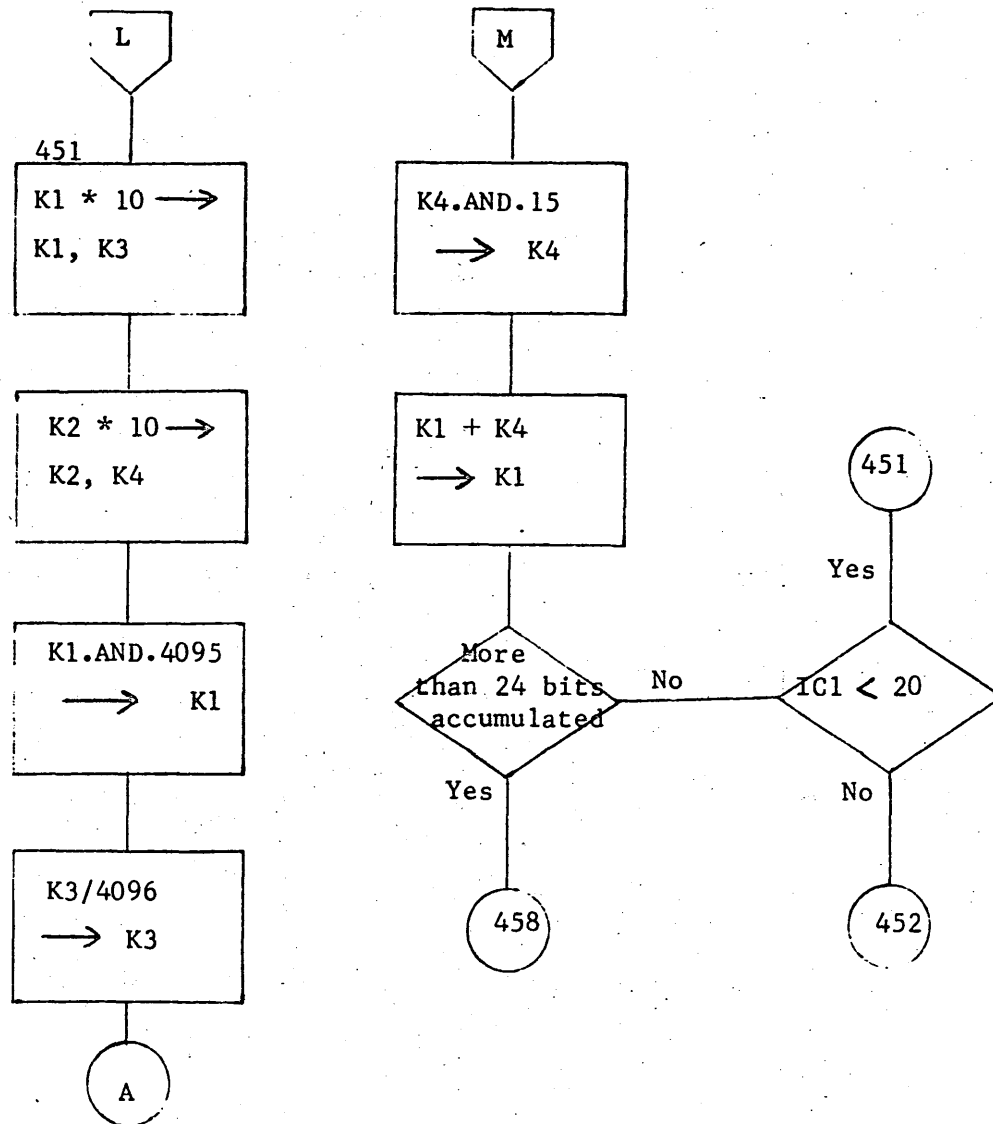 L
451
K1 * 10 →
K1, K3
K2 * 10 →
K2, K4
K1.AND.4095
→ K1
K3/4096
→ K3
A
M
K4.AND.15
→ K4
K1 + K4
→ K1
More
than 24 bits
accumulated
No
Yes
458
IC1 < 20
Yes
451
No
452